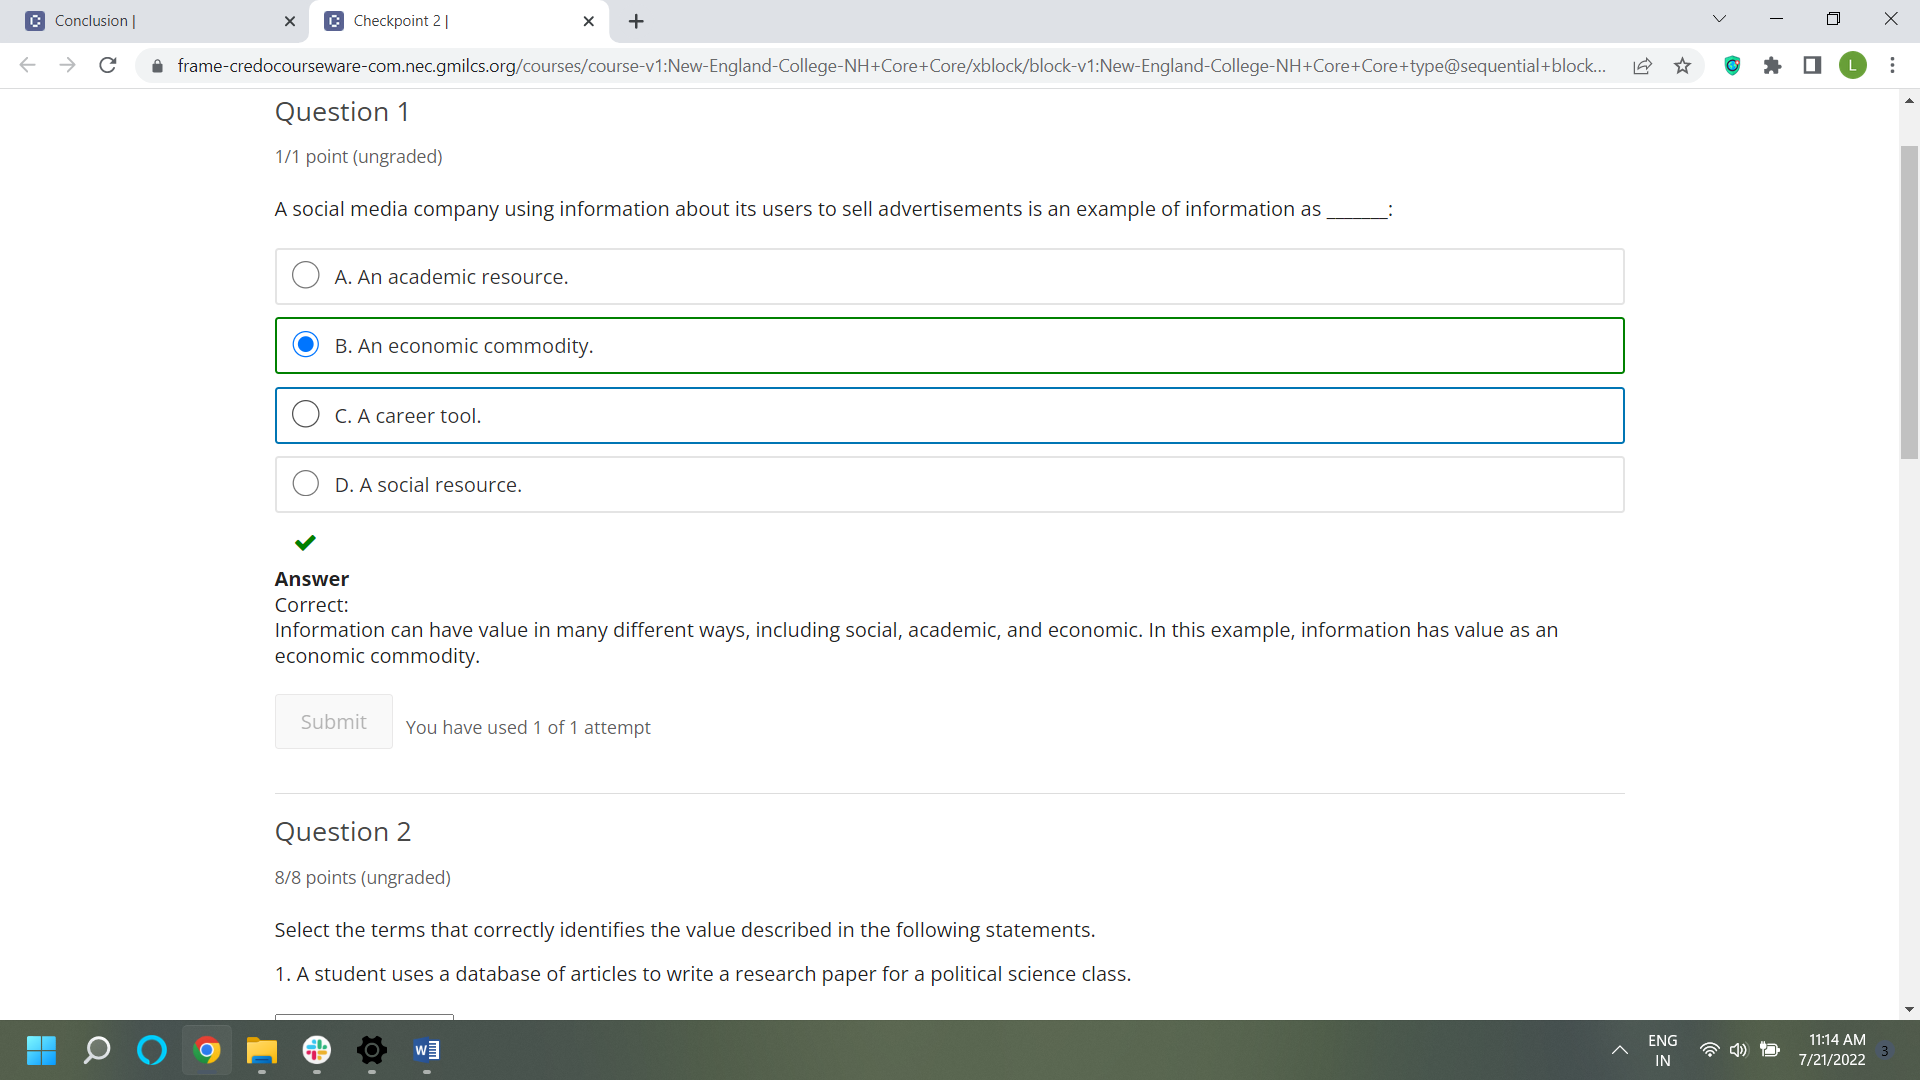 Conclusion |
Checkpoint 2 |
frame-credocourseware-com.nec.gmilcs.org/courses/course-v1:New-England-College-NH+Core+Core/xblock/block-v1:New-England-College-NH+Core+Core+type@sequential+block...
L
Question 1
1/1 point (ungraded)
A social media company using information about its users to sell advertisements is an example of information as _______:
A. An academic resource.
B. An economic commodity.
C. A career tool.
D. A social resource.
Answer
Correct:
Information can have value in many different ways, including social, academic, and economic. In this example, information has value as an
economic commodity.
Submit
You have used 1 of 1 attempt
Question 2
8/8 points (ungraded)
Select the terms that correctly identifies the value described in the following statements.
1. A student uses a database of articles to write a research paper for a political science class.
W
ENG
IN
11:14 AM
7/21/2022
3